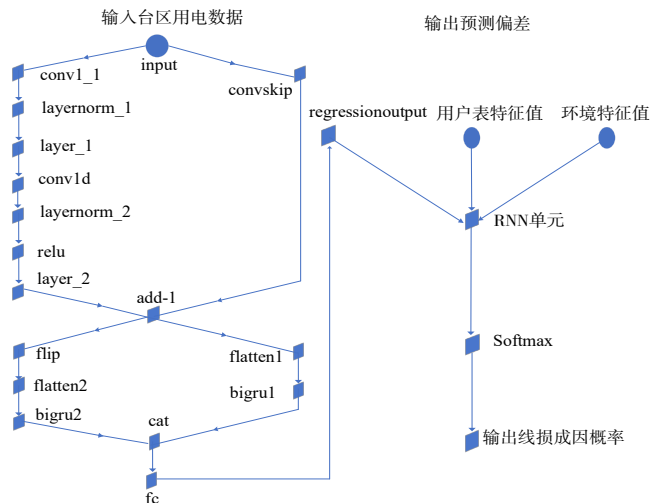 输入台区用电数据
输出预测偏差
input
conv1_1
convskip
layernorm_1
regressionoutput
用户表特征值
环境特征值
layer_1
conv1d
layernorm_2
RNN单元
relu
layer_2
add-1
Softmax
flip
flatten1
flatten2
bigru1
bigru2
cat
输出线损成因概率
fc